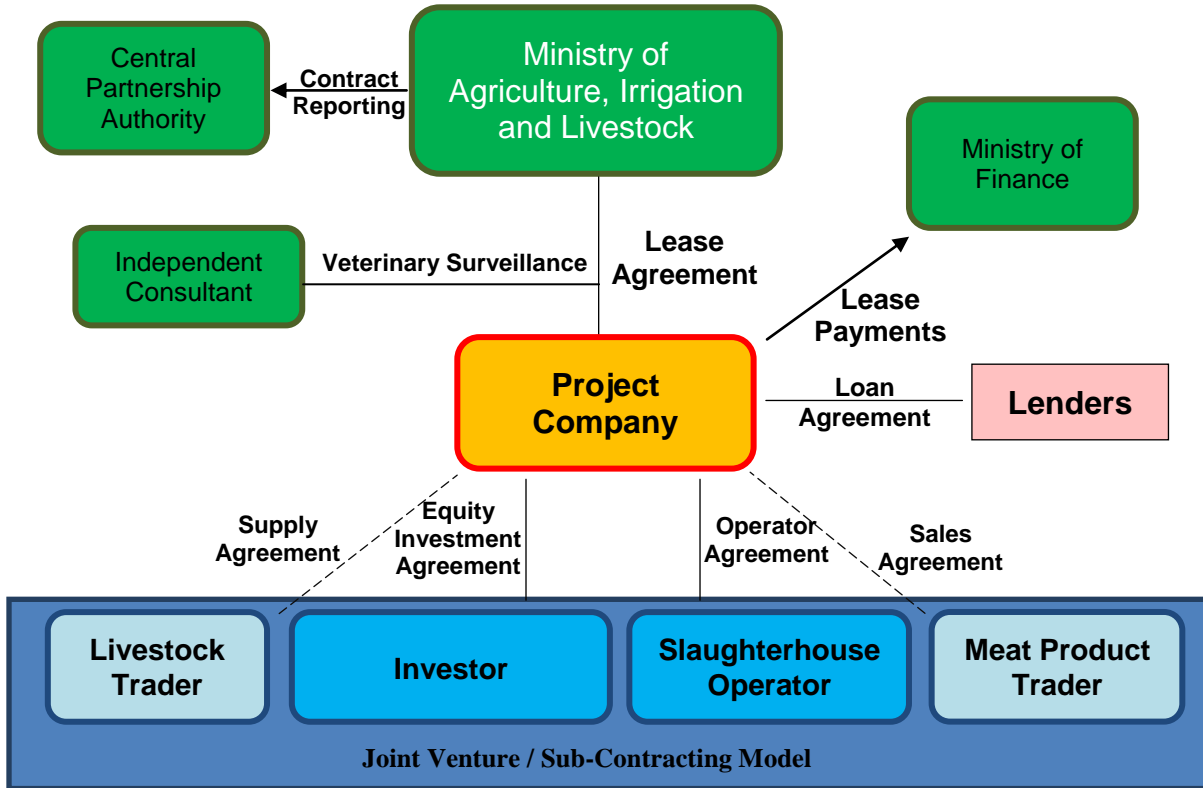 Central
Partnership
Authority
Contract
Reporting
Ministry of
Agriculture, Irrigation
and Livestock
Ministry of
Finance
Independent
Consultant
Veterinary Surveillance
Lease
Agreement
Lease
Payments
Project
Company
Loan
Agreement
Lenders
Supply
Agreement
Equity
Investment
Agreement
Operator
Agreement
Sales
Agreement
Livestock
Trader
Investor
Slaughterhouse
Operator
Meat Product
Trader
Joint Venture / Sub-Contracting Model